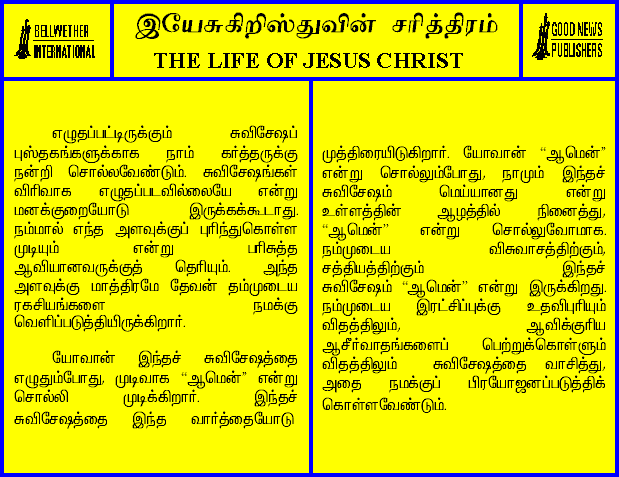 BELLWETHER
INTERNATIONAL
இயேசுகிறிஸ்துவின் சரித்திரம்
THE LIFE OF JESUS CHRIST
GOOD NEWS
PUBLISHERS
எழுதப்பட்டிருக்கும் சுவிசேஷப்
புஸ்தகங்களுக்காக நாம் கர்த்தருக்கு
நன்றி சொல்லவேண்டும். சுவிசேஷங்கள்
விரிவாக எழுதப்படவில்லையே என்று
மனக்குறையோடு இருக்கக்கூடாது.
நம்மால் எந்த அளவுக்குப் புரிந்துகொள்ள
முடியும் என்று பரிசுத்த
ஆவியானவருக்குத் தெரியும். அந்த
அளவுக்கு மாத்திரமே தேவன் தம்முடைய
ரகசியங்களை நமக்கு
வெளிப்படுத்தியிருக்கிறார்.
யோவான் இந்தச் சுவிசேஷத்தை
எழுதும்போது, முடிவாக “ஆமென்” என்று
சொல்லி முடிக்கிறார். இந்தச்
சுவிசேஷத்தை இந்த வார்த்தையோடு
முத்திரையிடுகிறார். யோவான் “ஆமென்”
என்று சொல்லும்போது, நாமும் இந்தச்
சுவிசேஷம் மெய்யானது என்று
உள்ளத்தின் ஆழத்தில் நினைத்து,
“ஆமென்” என்று சொல்லுவோமாக.
நம்முடைய விசுவாசத்திற்கும்,
சத்தியத்திற்கும் இந்தச்
சுவிசேஷம் “ஆமென்” என்று இருக்கிறது.
நம்முடைய இரட்சிப்புக்கு உதவிபுரியும்
விதத்திலும், ஆவிக்குரிய
ஆசீர்வாதங்களைப் பெற்றுக்கொள்ளும்
விதத்திலும் சுவிசேஷத்தை வாசித்து,
அதை நமக்குப் பிரயோஜனப்படுத்திக்
கொள்ளவேண்டும்.